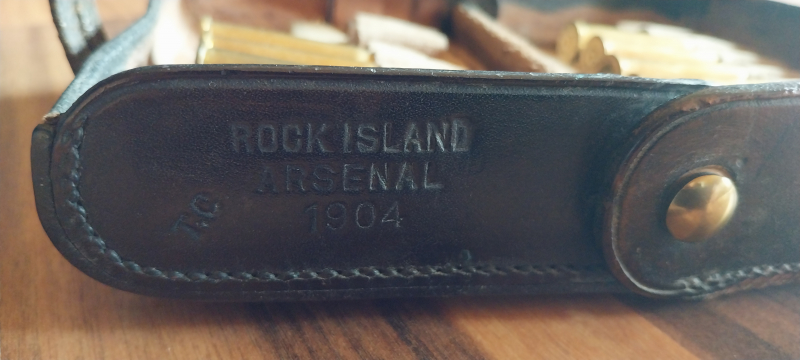 ROCK ISLAND
ARSENAL
1904
T.C